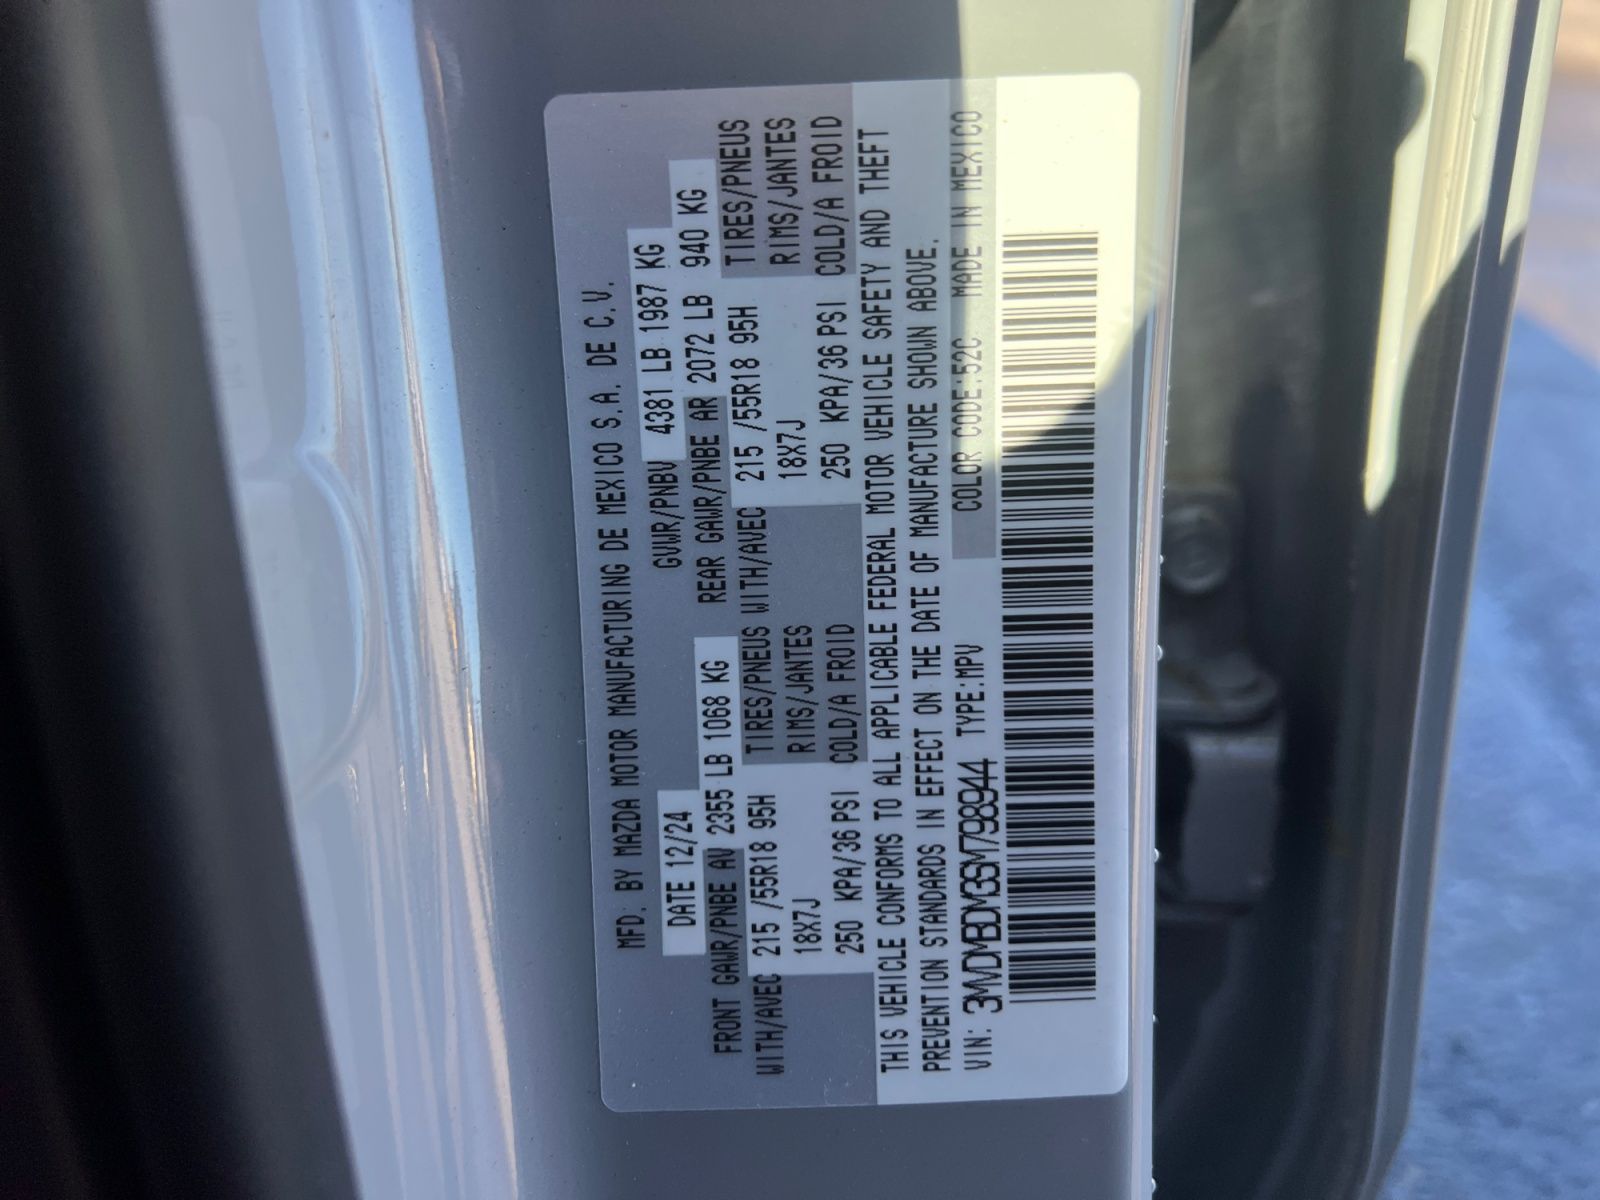 MFD. BY MAZDA MOTOR MANUFACTURING DE MEXICO S.A. DE C.V.
DATE 12/24 GVWR/PNBV 4381 LB 1987 KG
FRONT GAWR/PNBE AV 2355 LB 1068 KG REAR GAWR/PNBE AR 2072 LB 940 KG
WITH/AVEC 215 /55R18 95H TIRES/PNEUS WITH/AVEC 215 /55R18 95H TIRES/PNEUS
18X7J RIMS/JANTES 18X7J RIMS/JANTES
250 KPA/36 PSI COLD/A FROID 250 KPA/36 PSI COLD/A FROID
THIS VEHICLE CONFORMS TO ALL APPLICABLE FEDERAL MOTOR VEHICLE SAFETY AND THEFT
PREVENTION STANDARDS IN EFFECT ON THE DATE OF MANUFACTURE SHOWN ABOVE.
VIN: 3MVDMBDM3SM798944 TYPE:MPV COLOR CODE:52C MADE IN MEXICO